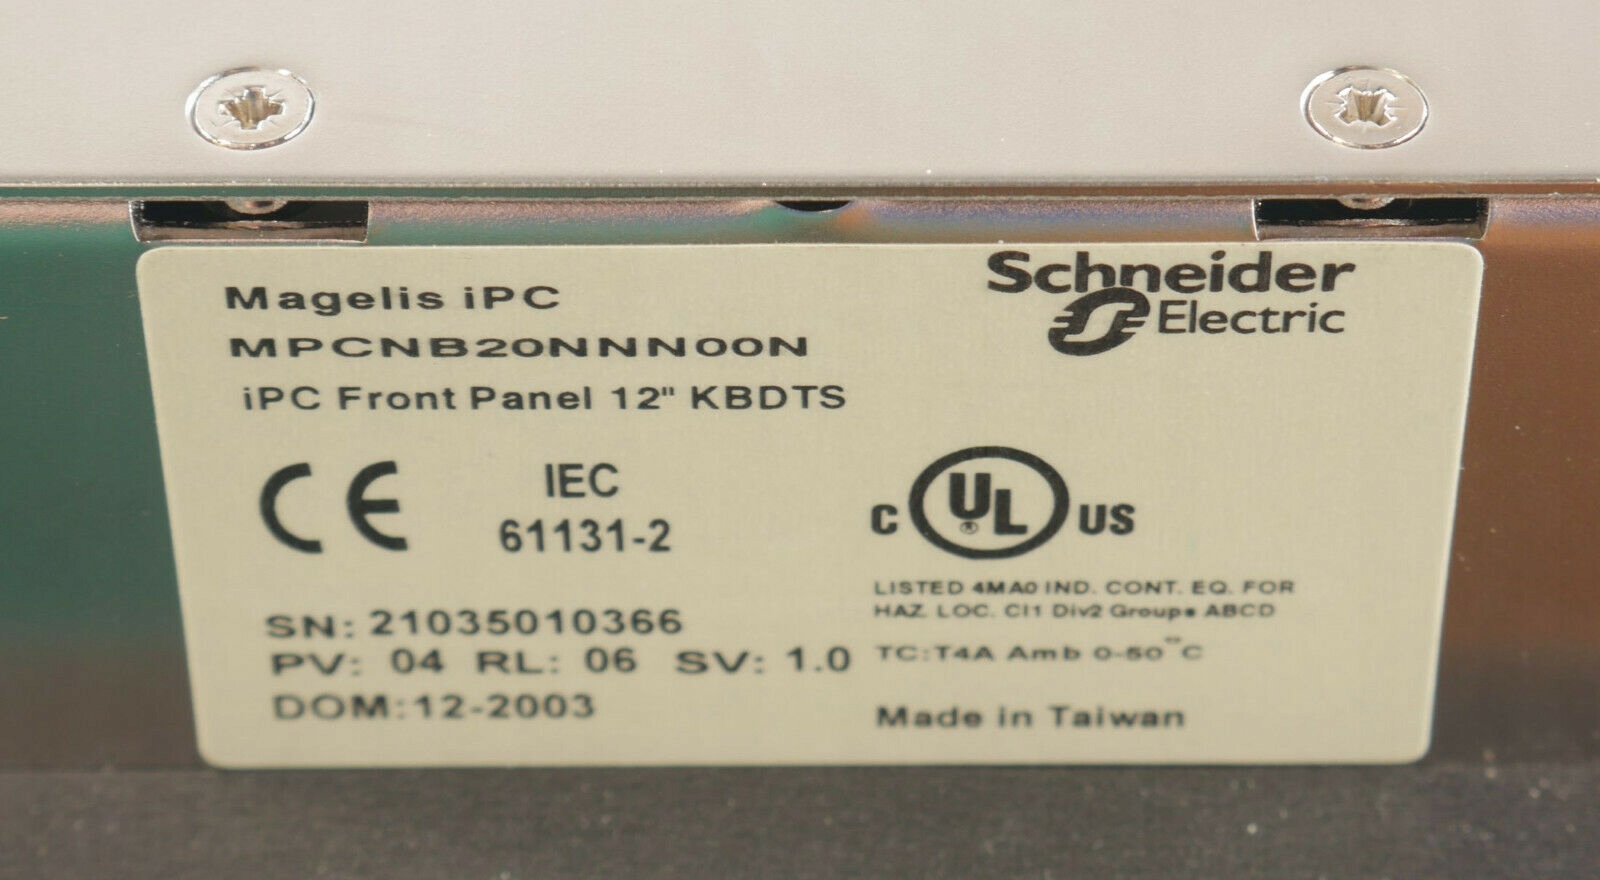 Magelis iPC
MPCNB20NNN00N
iPC Front Panel 12" KBDTS
Schneider
Electric
CE
IEC
61131-2
C UL® US
LISTED 4MA0 IND. CONT. EQ. FOR
HAZ. LOC. Cl1 Div2 Groups ABCD
TC:T4A Amb 0-50°C
SN: 21035010366
PV: 04 RL: 06 SV: 1.0
DOM:12-2003
Made in Taiwan